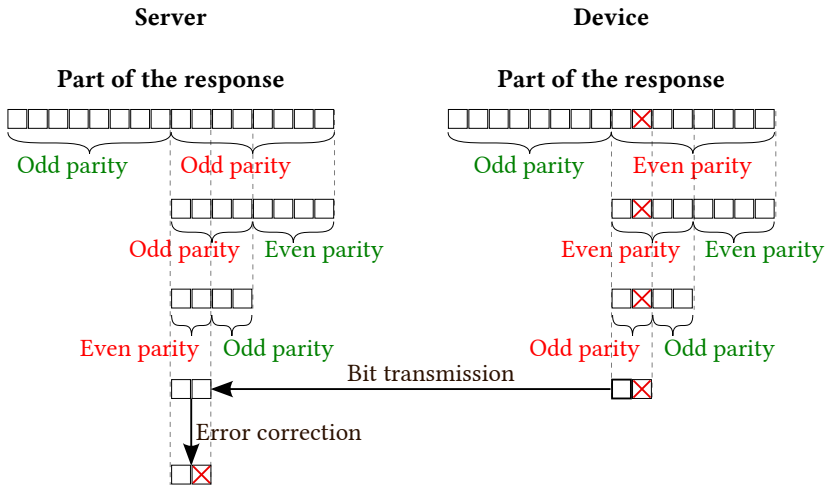 Server Device
Part of the response Part of the response
Odd parity Odd parity Odd parity Even parity
Odd parity Even parity Even parity Even parity
Even parity Odd parity Odd parity Odd parity
Bit transmission
Error correction